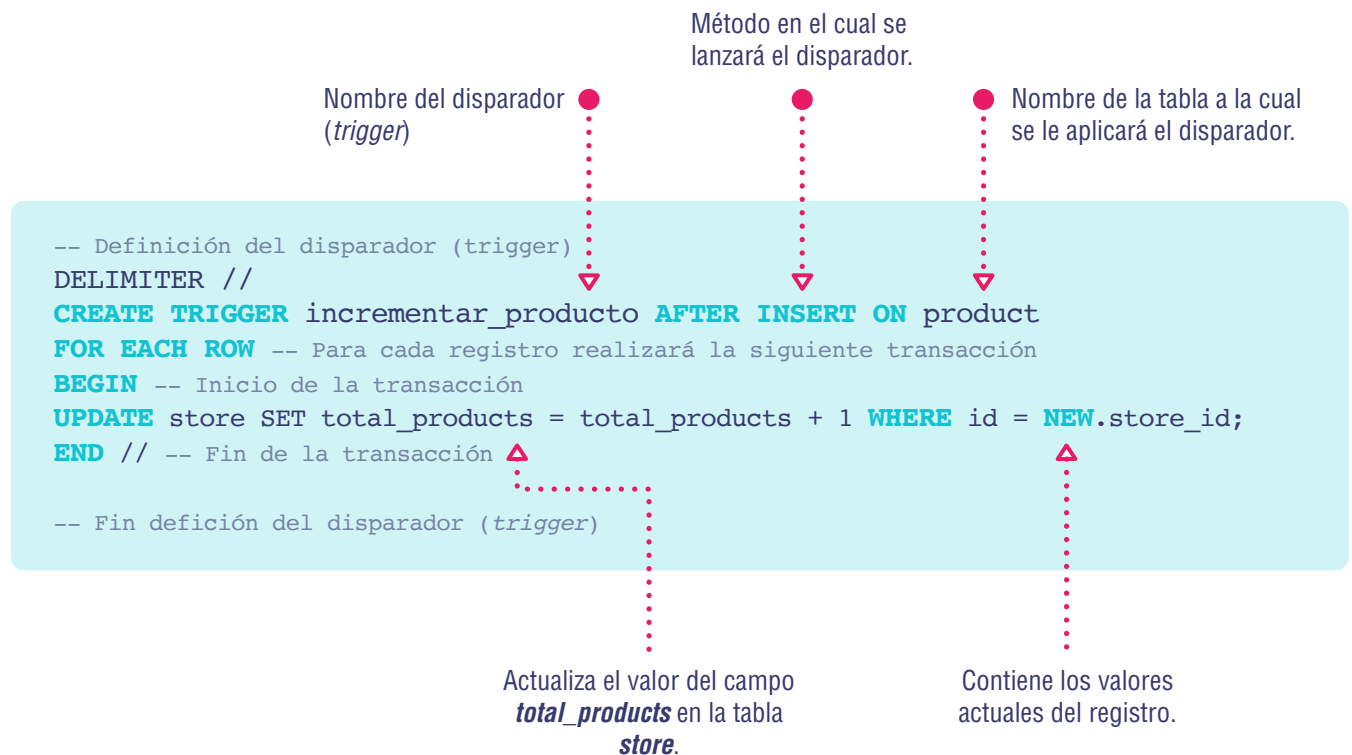 Método en el cual se
lanzará el disparador.
Nombre del disparador
(trigger)
Nombre de la tabla a la cual
se le aplicará el disparador.
-- Definición del disparador (trigger)
DELIMITER //
CREATE TRIGGER incrementar_producto AFTER INSERT ON product
FOR EACH ROW -- Para cada registro realizará la siguiente transacción
BEGIN -- Inicio de la transacción
UPDATE store SET total_products = total_products + 1 WHERE id = NEW.store_id;
END // -- Fin de la transacción
-- Fin defición del disparador (trigger)
Actualiza el valor del campo
total_products en la tabla
store.
Contiene los valores
actuales del registro.